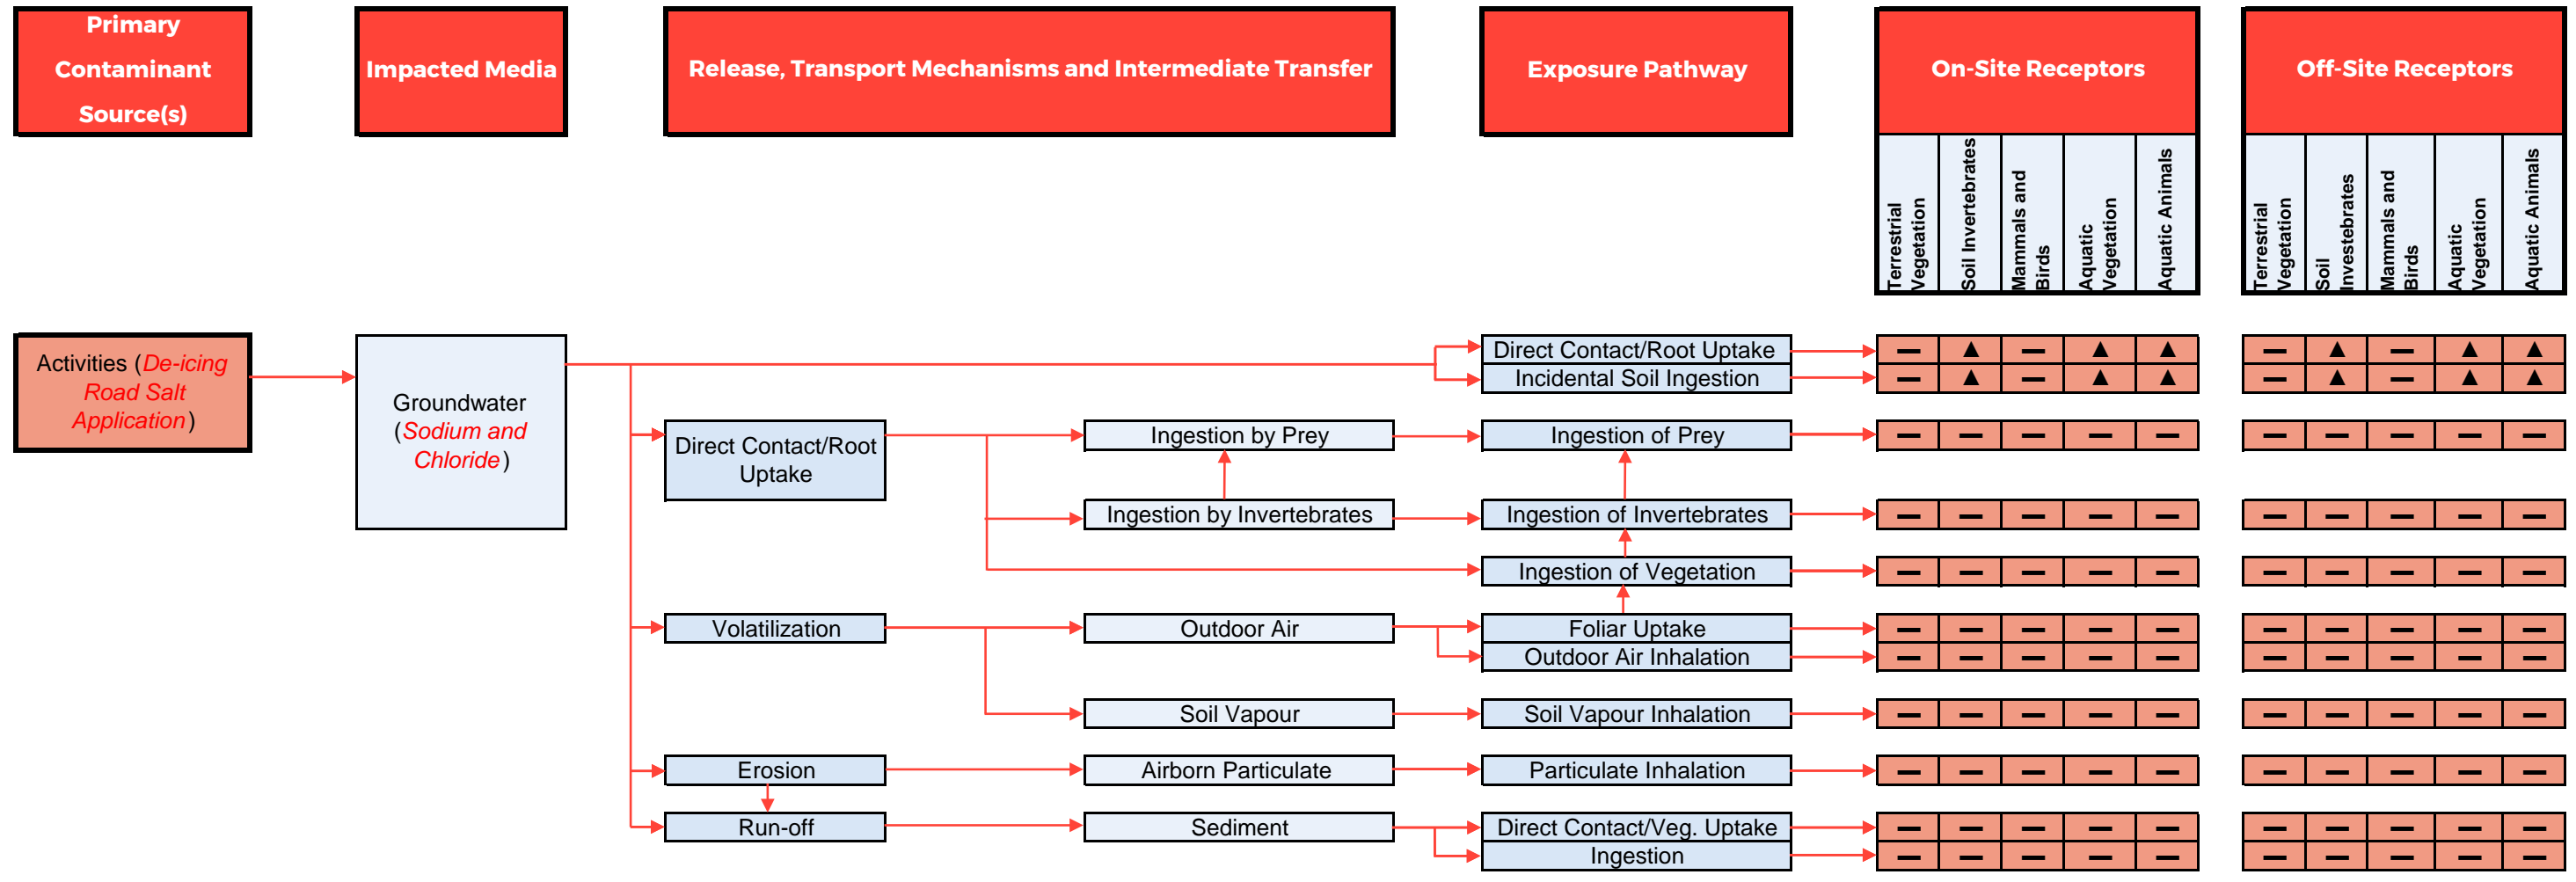 Primary
Contaminant
Source(s)
Impacted Media
Release, Transport Mechanisms and Intermediate Transfer
Exposure Pathway
On-Site Receptors
Off-Site Receptors
Terrestrial
Vegetation
Soil Invertebrates
Mammals and
Birds
Aquatic
Vegetation
Aquatic Animals
Terrestrial
Vegetation
Soil
Investebrates
Mammals and
Birds
Aquatic
Vegetation
Aquatic Animals
Activities (De-icing
Road Salt
Application)
Groundwater
(Sodium and
Chloride)
Direct Contact/Root Uptake
— ▲ — ▲ ▲
— ▲ — ▲ ▲
Incidental Soil Ingestion
— ▲ — ▲ ▲
— ▲ — ▲ ▲
Direct Contact/Root
Uptake
Ingestion by Prey
Ingestion of Prey
— — — — —
— — — — —
Ingestion by Invertebrates
Ingestion of Invertebrates
— — — — —
— — — — —
Ingestion of Vegetation
— — — — —
— — — — —
Volatilization
Outdoor Air
Foliar Uptake
— — — — —
— — — — —
Outdoor Air Inhalation
— — — — —
— — — — —
Soil Vapour
Soil Vapour Inhalation
— — — — —
— — — — —
Erosion
Airborn Particulate
Particulate Inhalation
— — — — —
— — — — —
Run-off
Sediment
Direct Contact/Veg. Uptake
— — — — —
— — — — —
Ingestion
— — — — —
— — — — —